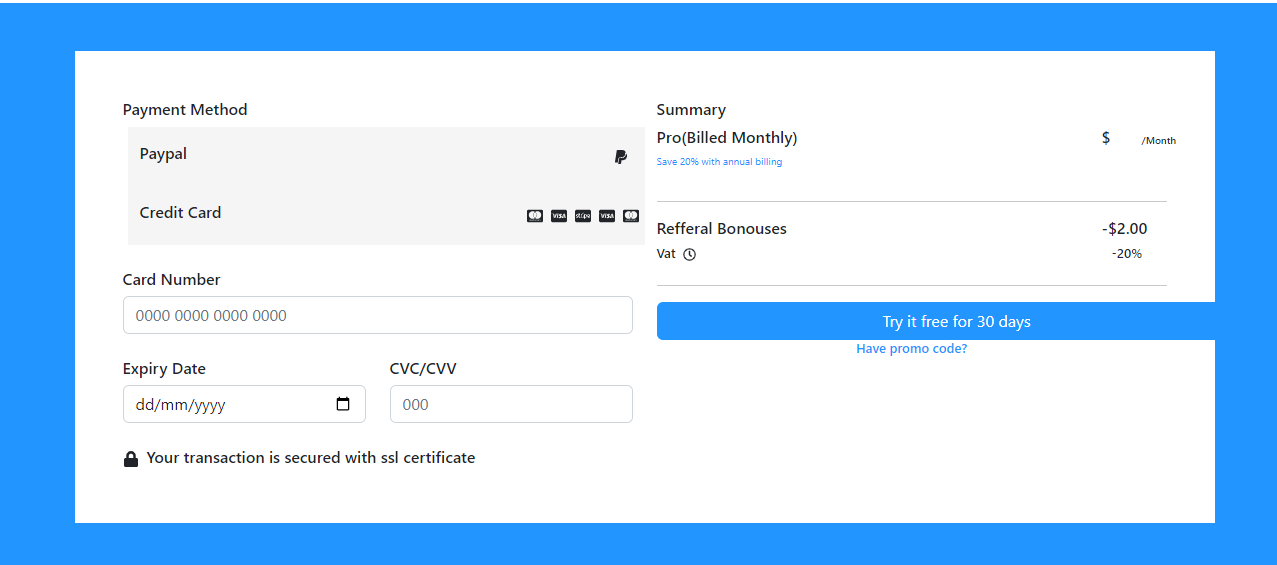 Payment Method
Paypal
Credit Card
VISA stripe VISA
Card Number
0000 0000 0000 0000
Expiry Date CVC/CVV
dd/mm/yyyy 000
Your transaction is secured with ssl certificate
Summary
Pro(Billed Monthly) $ /Month
Save 20% with annual billing
Refferal Bonouses -$2.00
Vat -20%
Try it free for 30 days
Have promo code?